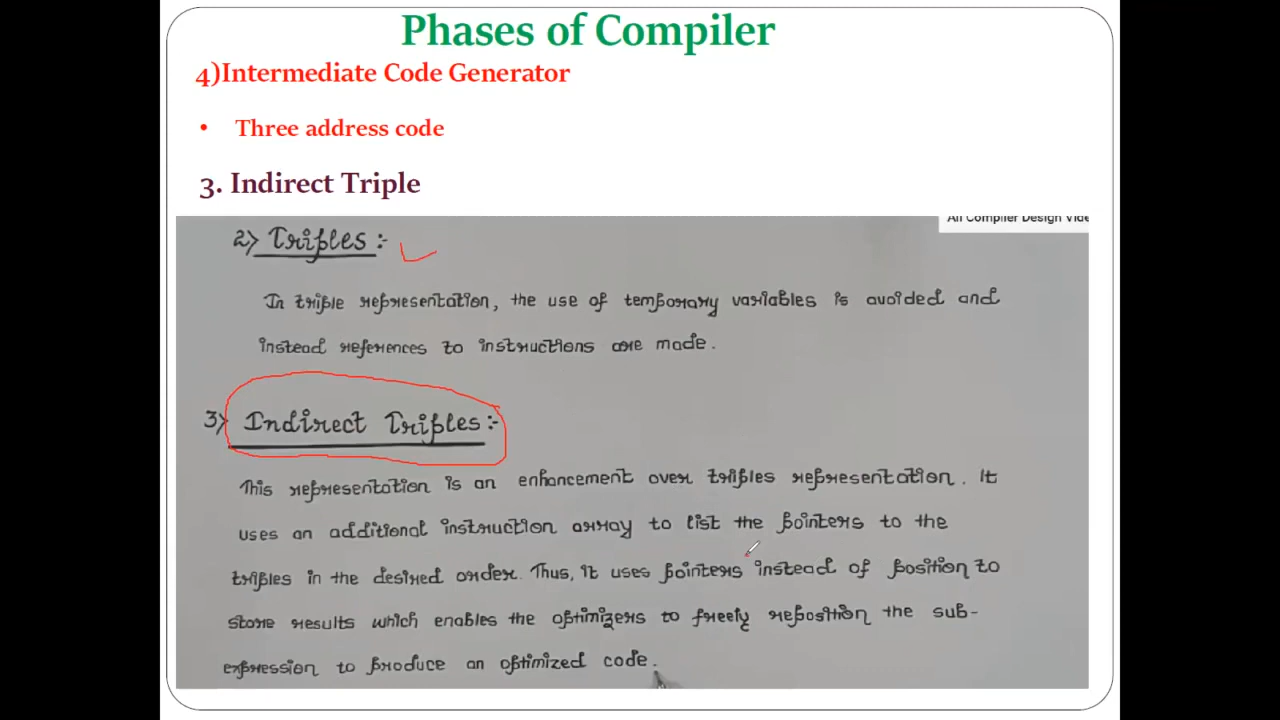 Phases of Compiler
4)Intermediate Code Generator
• Three address code
3. Indirect Triple
All Compiler Design Vide
2) Triples :-
In triple representation, the use of temporary variables is avoided and
instead references to instructions are made.
3) Indirect Triples :-
This representation is an enhancement over triples representation. It
uses an additional instruction array to list the pointers to the
triples in the desired order. Thus, it uses pointers instead of position to
store results which enables the optimizers to freely reposition the sub-
expression to produce an optimized code.